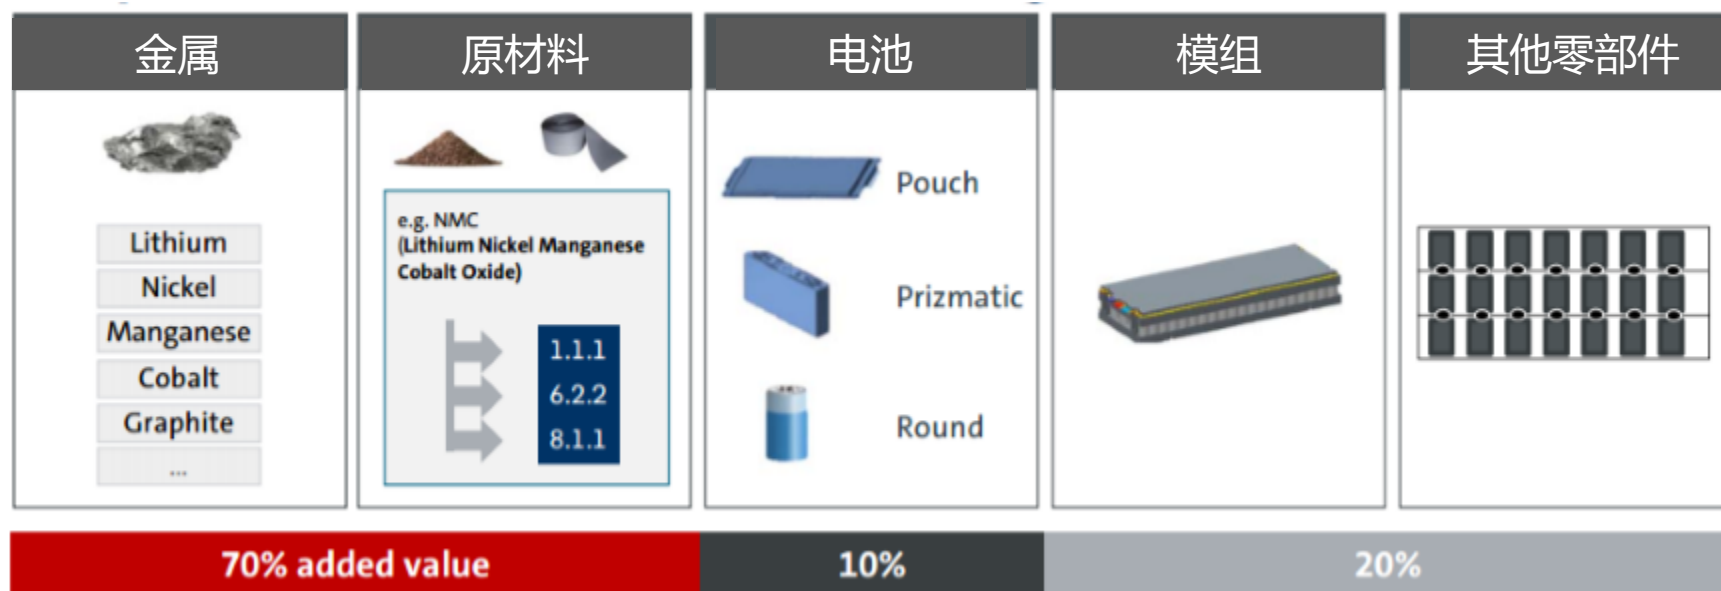 金属
原材料
电池
模组
其他零部件
Lithium
Nickel
Manganese
Cobalt
Graphite
...
e.g. NMC
(Lithium Nickel Manganese
Cobalt Oxide)
1.1.1
6.2.2
8.1.1
Pouch
Prizmatic
Round
70% added value
10%
20%